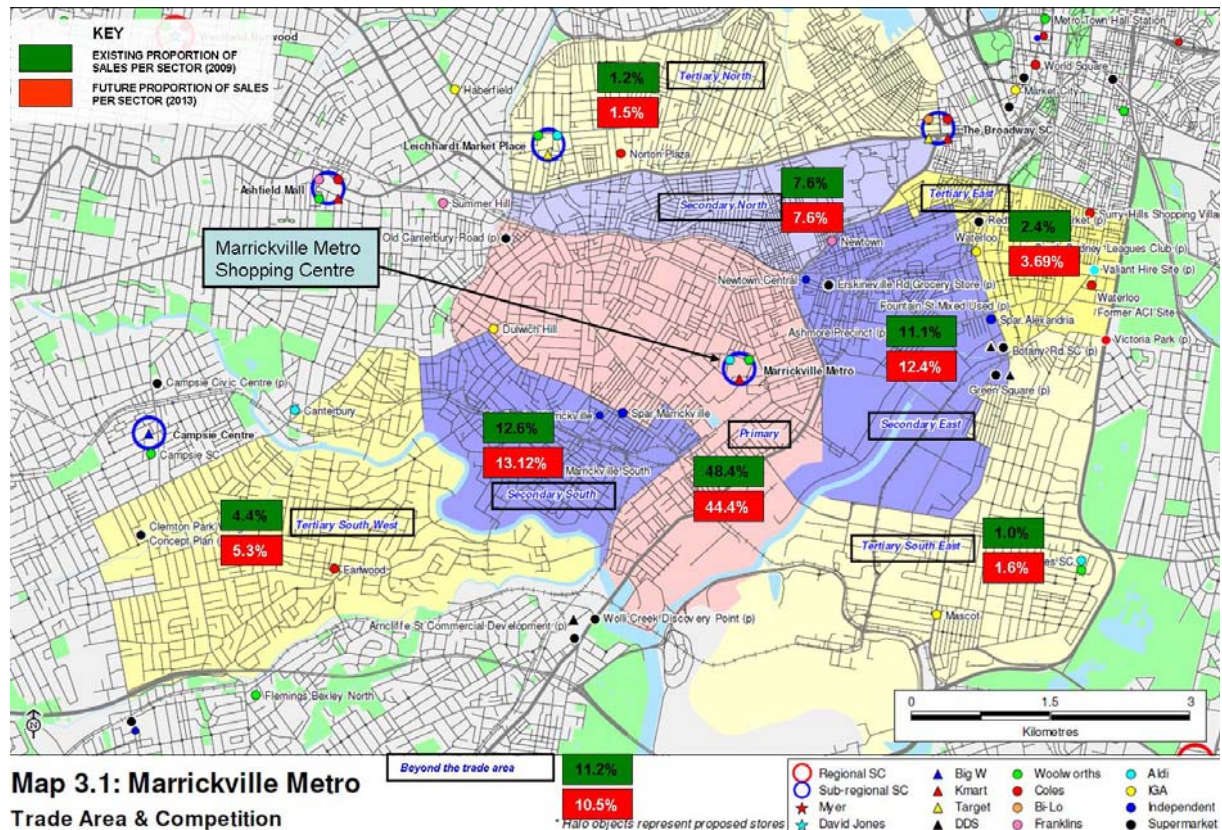 KEY
EXISTING PROPORTION OF
SALES PER SECTOR (2009)
FUTURE PROPORTION OF SALES
PER SECTOR (2013)
Metro Town Hall Station
World Square
Market City
Haberfield
1.2%
Tertiary North
1.5%
The Broadway SC
Leichhardt Market Place
Norton Plaza
Ashfield Mall
7.6%
Secondary North
7.6%
Tertiary East
Summer Hill
Surry Hills Shopping
2.4%
3.69%
Marrickville Metro
Shopping Centre
Old Canterbury Road (p)
Newtown
Waterloo
Leagues Club (p)
Valiant Hire Site (p)
Newtown Central
Erskineville Rd Grocery Store (p)
Waterloo
Former ACI Site
Fountain St Mixed Used (p)
Spar Alexandria
Dulwich Hill
Ashmore Precinct (p)
11.1%
12.4%
Victoria Park (p)
Botany Rd SC (p)
Marrickville Metro
Green Square (p)
Campsie Civic Centre (p)
Canterbury
Spar Marrickville
Campsie Centre
Campsie SC
12.6%
13.12%
Marrickville South
Secondary South
Primary
Secondary East
48.4%
44.4%
4.4%
5.3%
Tertiary South West
Clemton Park
Concept Plan
Earlwood
Tertiary South East
1.0%
1.6%
SC
Mascot
Arncliffe St Commercial Development (p)
Wolli Creek Discovery Point (p)
Flemings Bexley North
0 1.5 3
Kilometres
N
Beyond the trade area
11.2%
10.5%
Map 3.1: Marrickville Metro
Trade Area & Competition
* Halo objects represent proposed stores
Regional SC
Sub-regional SC
Myer
David Jones
Big W
Kmart
Target
DDS
Woolworths
Coles
Bi-Lo
Franklins
Aldi
IGA
Independent
Supermarket